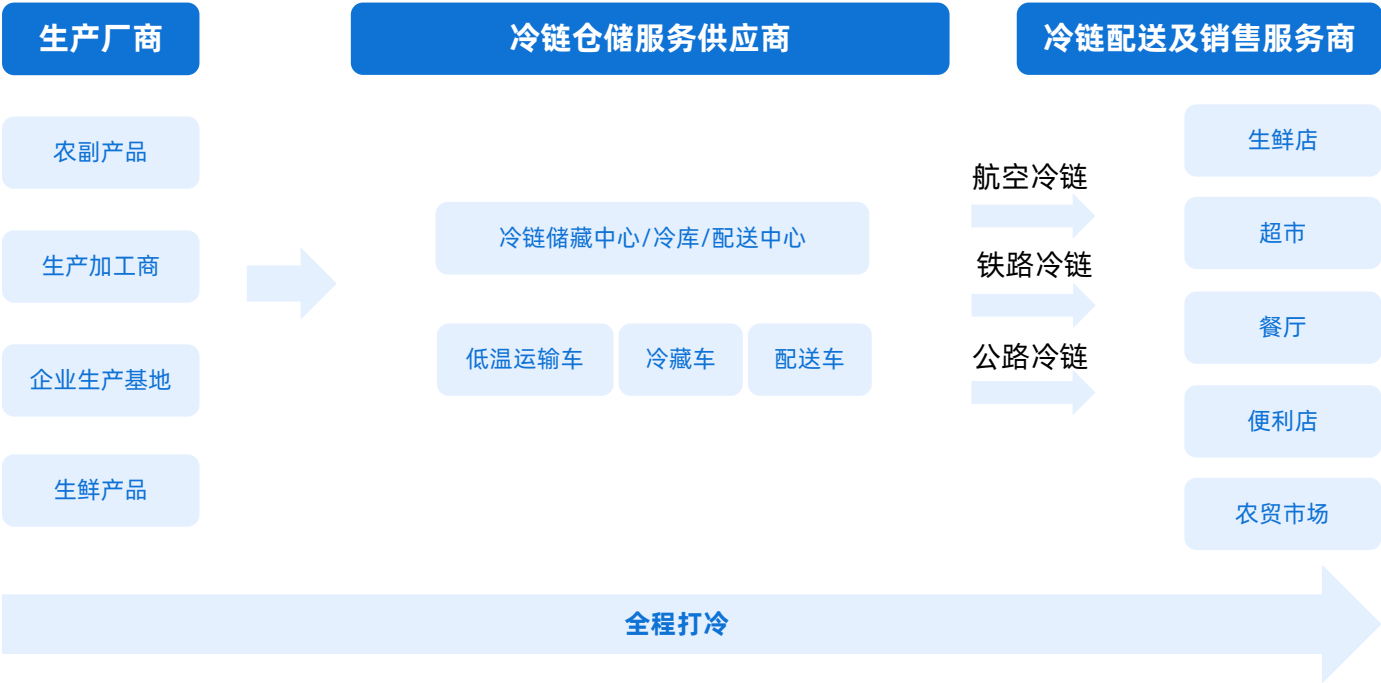 生产厂商
冷链仓储服务供应商
冷链配送及销售服务商
农副产品
生产加工商
企业生产基地
生鲜产品
冷链储藏中心/冷库/配送中心
低温运输车
冷藏车
配送车
航空冷链
铁路冷链
公路冷链
生鲜店
超市
餐厅
便利店
农贸市场
全程打冷